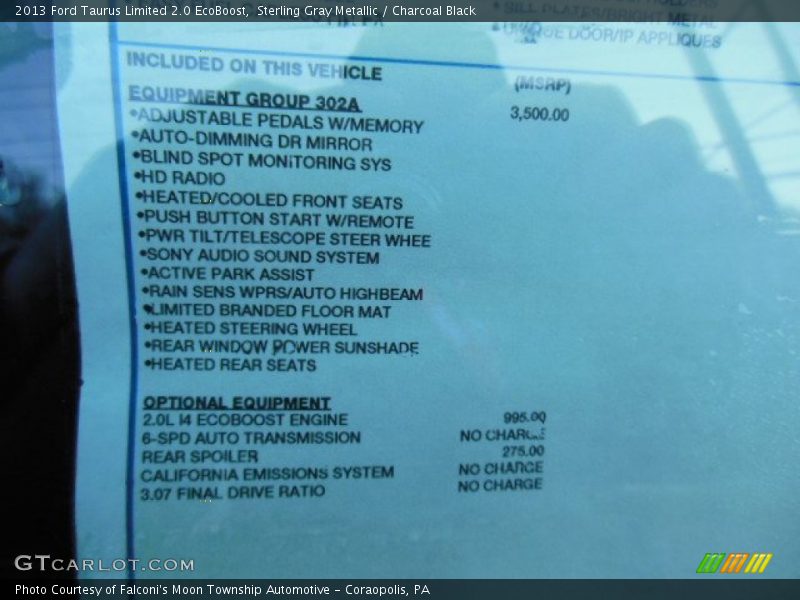 2013 Ford Taurus Limited 2.0 EcoBoost, Sterling Gray Metallic / Charcoal Black
•SILL PLATES/BRIGHT METAL
DOOR/IP APPLIQUES
INCLUDED ON THIS VEHICLE
(MSRP)
EQUIPMENT GROUP 302A
3,500.00
•ADJUSTABLE PEDALS W/MEMORY
•AUTO-DIMMING DR MIRROR
•BLIND SPOT MONITORING SYS
•HD RADIO
•HEATED/COOLED FRONT SEATS
•PUSH BUTTON START W/REMOTE
•PWR TILT/TELESCOPE STEER WHEE
•SONY AUDIO SOUND SYSTEM
•ACTIVE PARK ASSIST
•RAIN SENS WPRS/AUTO HIGHBEAM
•LIMITED BRANDED FLOOR MAT
•HEATED STEERING WHEEL
•REAR WINDOW POWER SUNSHADE
•HEATED REAR SEATS
OPTIONAL EQUIPMENT
2.0L I4 ECOBOOST ENGINE 995.00
6-SPD AUTO TRANSMISSION NO CHARGE
REAR SPOILER 275.00
CALIFORNIA EMISSIONS SYSTEM NO CHARGE
3.07 FINAL DRIVE RATIO NO CHARGE
GTCARLOT.COM
Photo Courtesy of Falconi's Moon Township Automotive - Coraopolis, PA